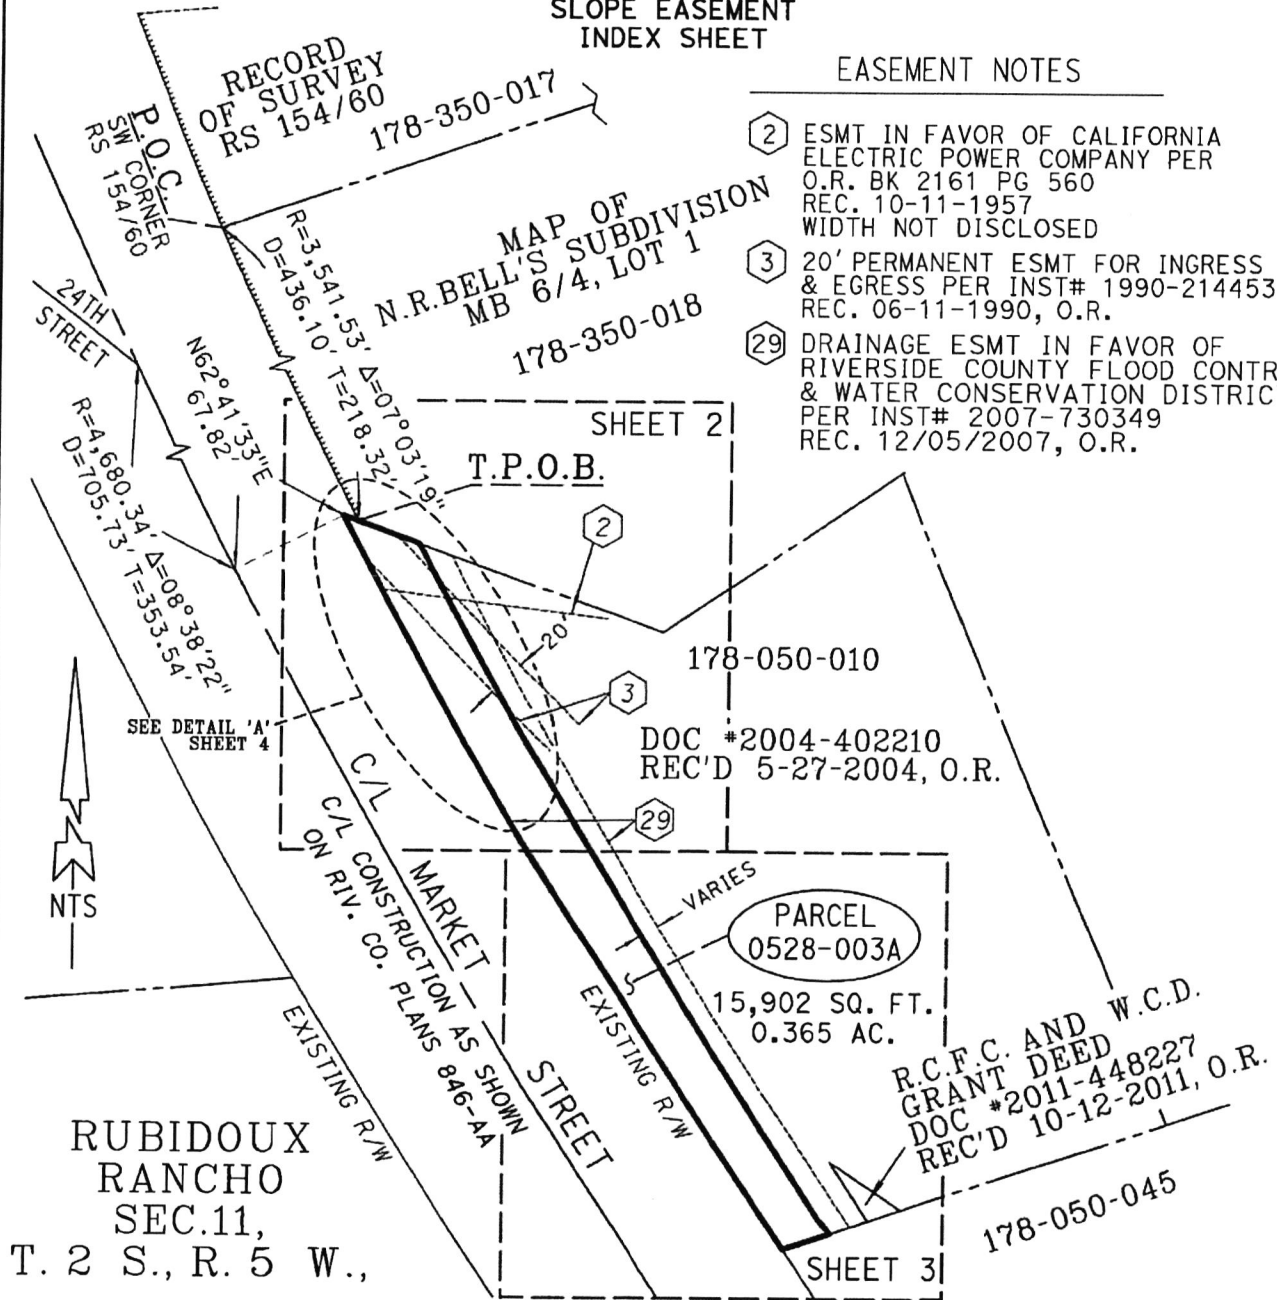 SLOPE EASEMENT
INDEX SHEET
EASEMENT NOTES
2 ESMT IN FAVOR OF CALIFORNIA
ELECTRIC POWER COMPANY PER
O.R. BK 2161 PG 560
REC. 10-11-1957
WIDTH NOT DISCLOSED
3 20' PERMANENT ESMT FOR INGRESS
& EGRESS PER INST# 1990-214453
REC. 06-11-1990, O.R.
29 DRAINAGE ESMT IN FAVOR OF
RIVERSIDE COUNTY FLOOD CONTR
& WATER CONSERVATION DISTRIC
PER INST# 2007-730349
REC. 12/05/2007, O.R.
RECORD
OF SURVEY
RS 154/60
178-350-017
P.O.C.
SW CORNER
RS 154/60
MAP OF
N.R.BELL'S SUBDIVISION
MB 6/4, LOT 1
178-350-018
R=3,541.53' Δ=07°03'19"
D=436.10' T=218.32'
24TH
STREET
N62°41'33"E
67.82'
R=4,680.34' Δ=08°38'22"
D=705.73' T=353.54'
SHEET 2
T.P.O.B.
2
20'
178-050-010
3
SEE DETAIL 'A'
SHEET 4
DOC #2004-402210
REC'D 5-27-2004, O.R.
29
C/L
MARKET
STREET
C/L CONSTRUCTION AS SHOWN
ON RIV. CO. PLANS 846-AA
NTS
VARIES
PARCEL
0528-003A
15,902 SQ. FT.
0.365 AC.
EXISTING R/W
EXISTING R/W
R.C.F.C. AND W.C.D.
GRANT DEED
DOC #2011-448227
REC'D 10-12-2011, O.R.
178-050-045
SHEET 3
RUBIDOUX
RANCHO
SEC.11,
T. 2 S., R. 5 W.,